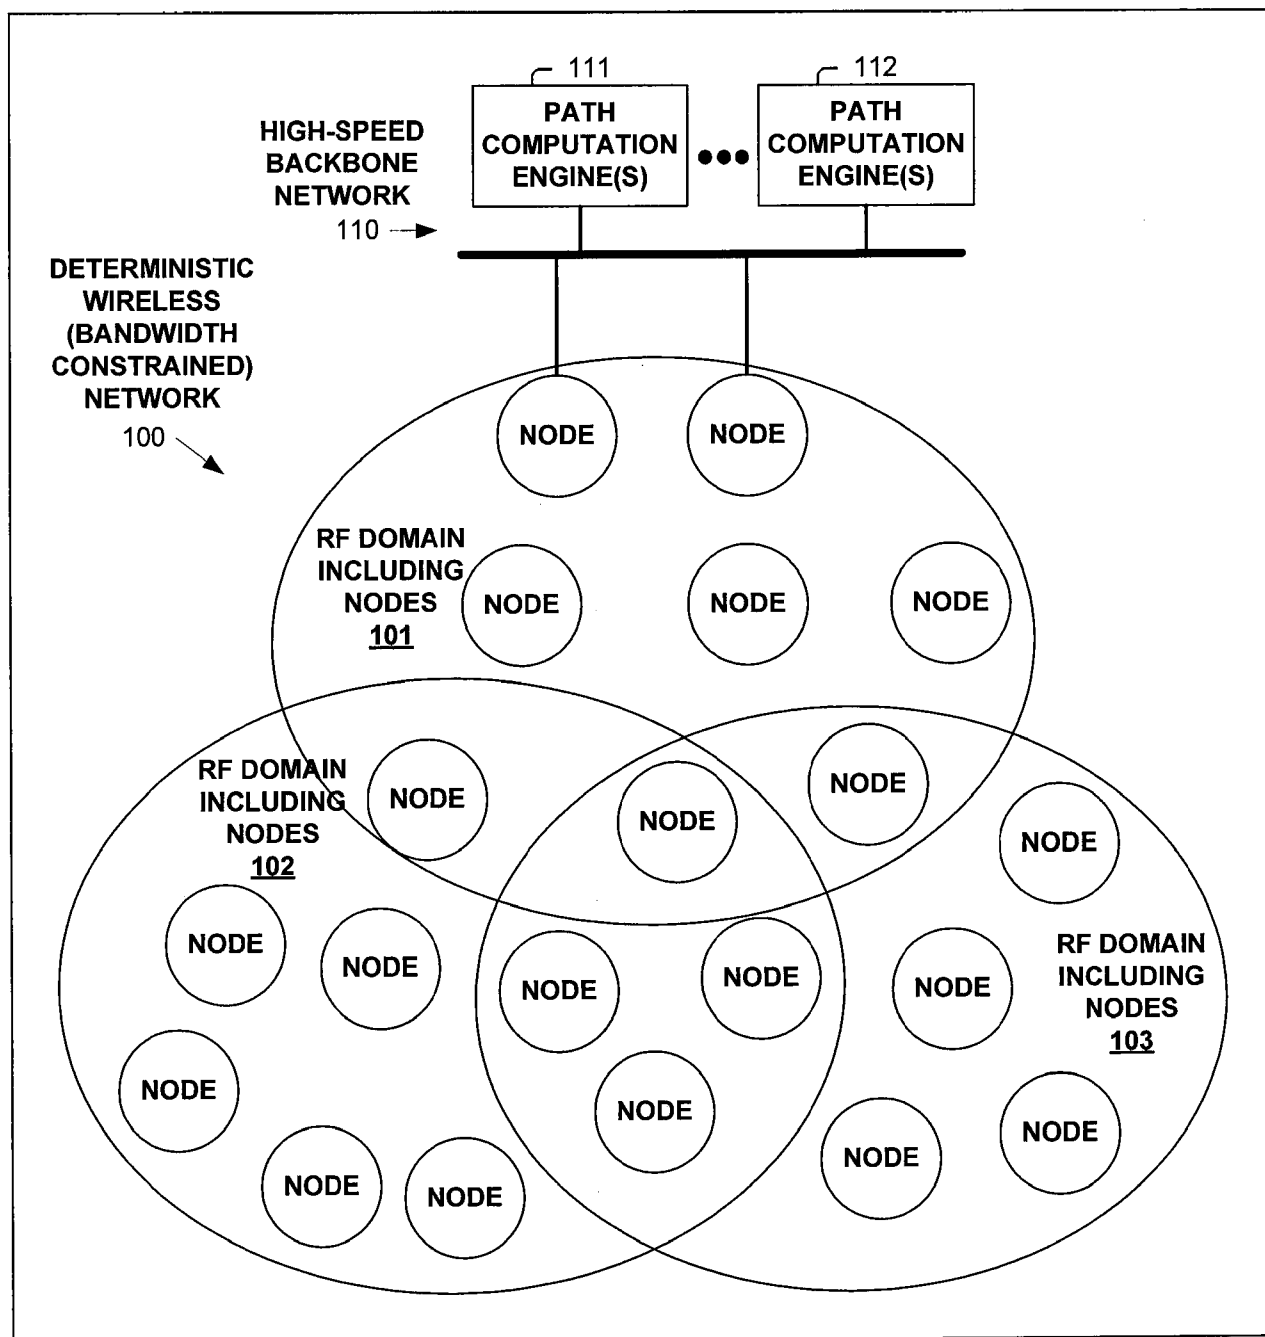 111
112
PATH
COMPUTATION
ENGINE(S)
PATH
COMPUTATION
ENGINE(S)
HIGH-SPEED
BACKBONE
NETWORK
110
DETERMINISTIC
WIRELESS
(BANDWIDTH
CONSTRAINED)
NETWORK
100
NODE
NODE
RF DOMAIN
INCLUDING
NODES
101
NODE
NODE
NODE
RF DOMAIN
INCLUDING
NODES
102
NODE
NODE
NODE
NODE
NODE
NODE
NODE
NODE
NODE
RF DOMAIN
INCLUDING
NODES
103
NODE
NODE
NODE
NODE
NODE
NODE
NODE